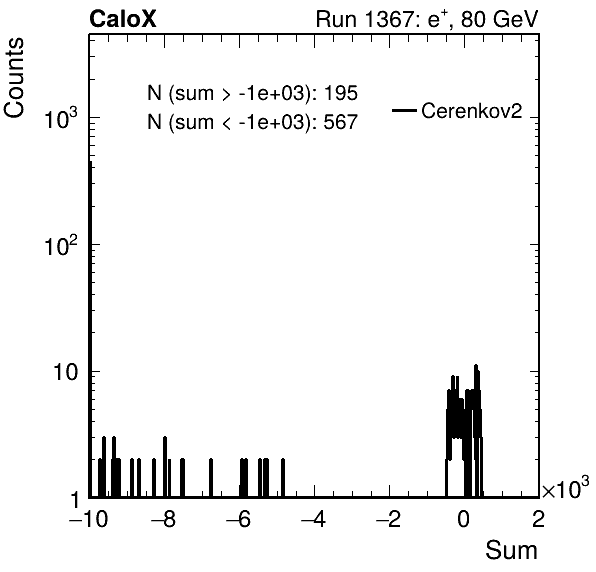 CaloX
Run 1367: e⁺, 80 GeV
Counts
N (sum > -1e+03): 195
N (sum < -1e+03): 567
Cerenkov2
10³
10²
10
1
−10 −8 −6 −4 −2 0 2
×10³
Sum